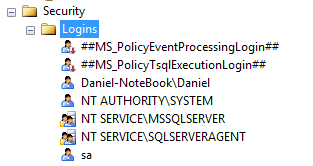 Security
Logins
##MS_PolicyEventProcessingLogin##
##MS_PolicyTsqlExecutionLogin##
Daniel-NoteBook\Daniel
NT AUTHORITY\SYSTEM
NT SERVICE\MSSQLSERVER
NT SERVICE\SQLSERVERAGENT
sa